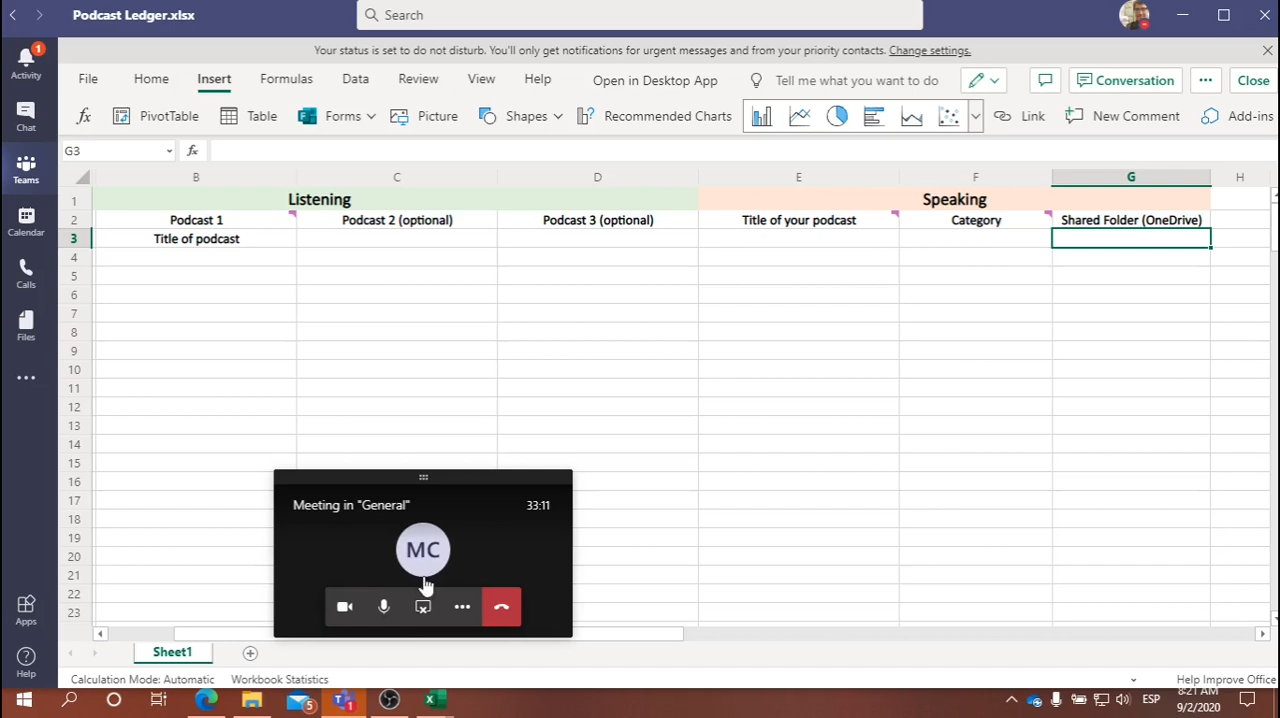 Podcast Ledger.xlsx
Search
Your status is set to do not disturb. You'll only get notifications for urgent messages and from your priority contacts. Change settings.
1
Activity
Chat
Teams
Calendar
Calls
Files
Apps
Help
File Home Insert Formulas Data Review View Help Open in Desktop App Tell me what you want to do Conversation Close
fx PivotTable Table Forms Picture Shapes Recommended Charts Link New Comment Add-ins
G3 fx
B C D E F G H
1 Listening Speaking
2 Podcast 1 Podcast 2 (optional) Podcast 3 (optional) Title of your podcast Category Shared Folder (OneDrive)
3 Title of podcast
4
5
6
7
8
9
10
11
12
13
14
15
16
17
18
19
20
21
22
23
Meeting in "General" 33:11
MC
Sheet1
Calculation Mode: Automatic Workbook Statistics Help Improve Office
5 1 ESP 8:21 AM
9/2/2020